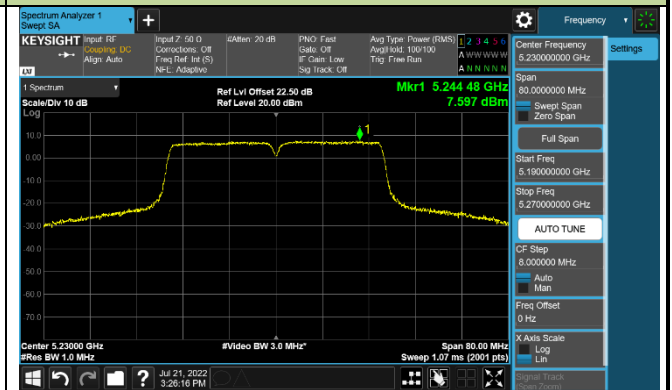 Spectrum Analyzer 1
Swept SA
+
Frequency
KEYSIGHT
Input: RF
Coupling: DC
Align: Auto
Input Z: 50 Ω
Corrections: Off
Freq Ref: Int (S)
NFE: Adaptive
#Atten: 20 dB
PNO: Fast
Gate: Off
IF Gain: Low
Sig Track: Off
Avg Type: Power (RMS)
Avg|Hold: 100/100
Trig: Free Run
1 2 3 4 5 6
A W W W W W
A N N N N N
LXI
1 Spectrum
Scale/Div 10 dB
Ref Lvl Offset 22.50 dB
Ref Level 20.00 dBm
Mkr1 5.244 48 GHz
7.597 dBm
Log
1
10.0
0.00
-10.0
-20.0
-30.0
-40.0
-50.0
-60.0
-70.0
Center 5.23000 GHz
#Res BW 1.0 MHz
#Video BW 3.0 MHz*
Span 80.00 MHz
Sweep 1.07 ms (2001 pts)
?
Jul 21, 2022
3:26:16 PM
Center Frequency
5.230000000 GHz
Settings
Span
80.0000000 MHz
Swept Span
Zero Span
Full Span
Start Freq
5.190000000 GHz
Stop Freq
5.270000000 GHz
AUTO TUNE
CF Step
8.000000 MHz
Auto
Man
Freq Offset
0 Hz
X Axis Scale
Log
Lin
Signal Track
(Span Zoom)